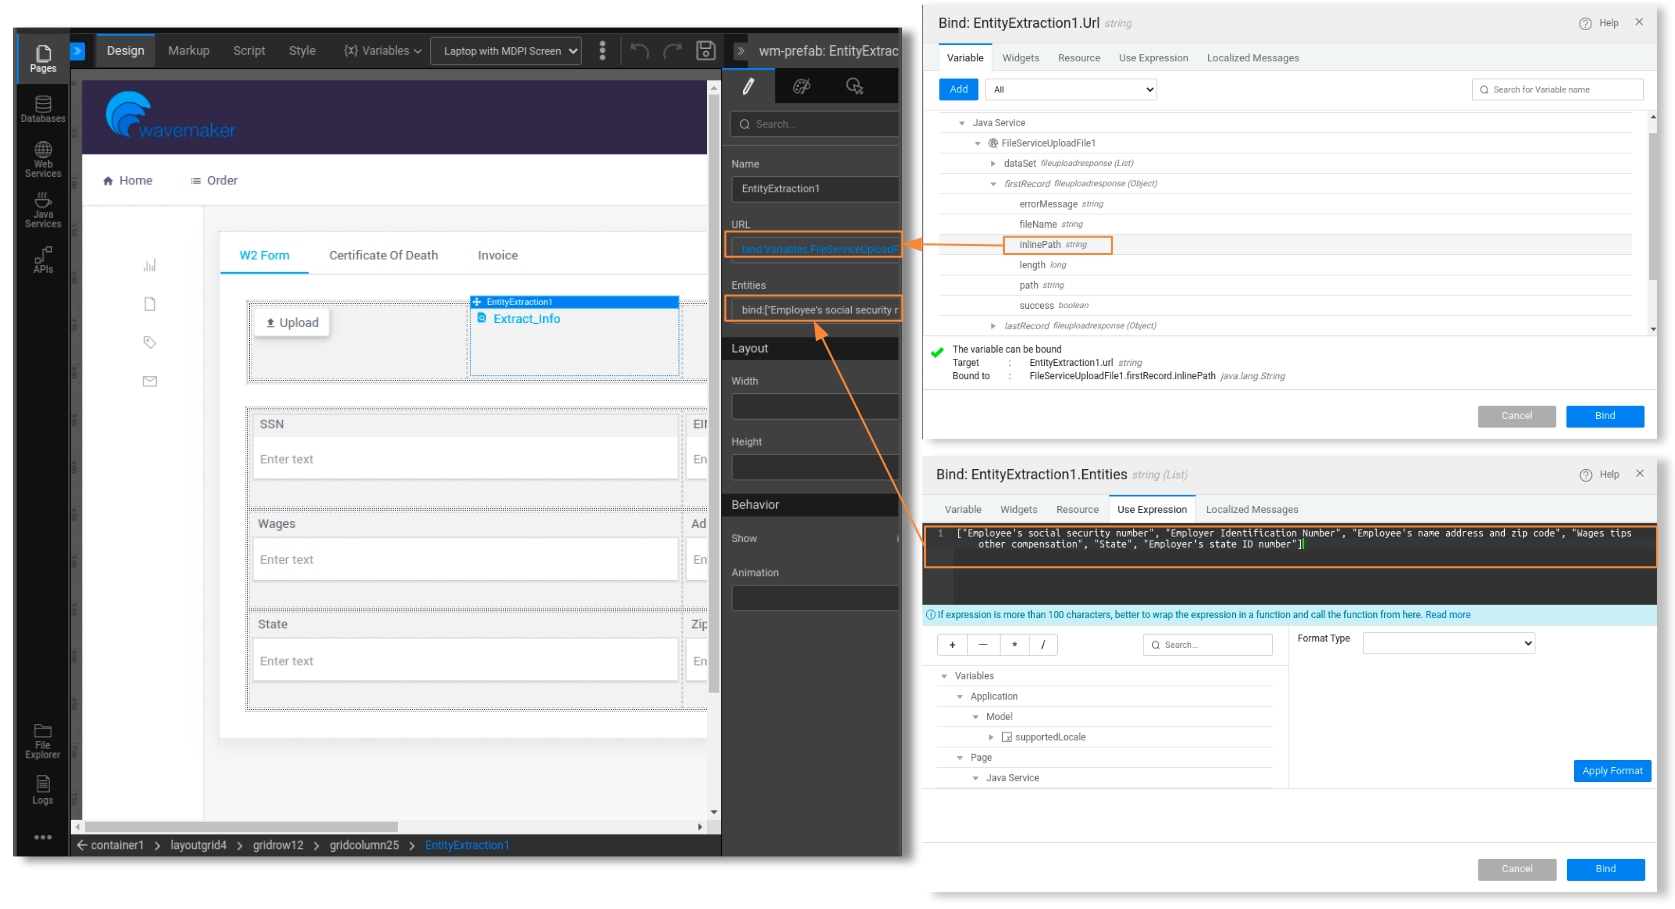 Pages
Databases
Web
Services
Java
Services
APIs
File
Explorer
Logs
Design
Markup
Script
Style
{x} Variables
Laptop with MDPI Screen
wavemaker
Home
Order
W2 Form
Certificate Of Death
Invoice
Upload
EntityExtraction1
Extract_Info
SSN
EI
Enter text
En
Wages
Ad
Enter text
En
State
Zip
Enter text
En
container1 > layoutgrid4 > gridrow12 > gridcolumn25 > EntityExtraction1
wm-prefab: EntityExtrac
Search...
Name
EntityExtraction1
URL
bind:Variables.FileServiceUploadF
Entities
bind:["Employee's social security r
Layout
Width
Height
Behavior
Show
Animation
Bind: EntityExtraction1.Url string
Help
Variable
Widgets
Resource
Use Expression
Localized Messages
Add
All
Search for Variable name
Java Service
FileServiceUploadFile1
dataSet fileuploadresponse (List)
firstRecord fileuploadresponse (Object)
errorMessage string
fileName string
inlinePath string
length long
path string
success boolean
lastRecord fileuploadresponse (Object)
The variable can be bound
Target : EntityExtraction1.url string
Bound to : FileServiceUploadFile1.firstRecord.inlinePath java.lang.String
Cancel
Bind
Bind: EntityExtraction1.Entities string (List)
Help
Variable
Widgets
Resource
Use Expression
Localized Messages
1 ["Employee's social security number", "Employer Identification Number", "Employee's name address and zip code", "Wages tips
other compensation", "State", "Employer's state ID number"]
If expression is more than 100 characters, better to wrap the expression in a function and call the function from here. Read more
+ — * /
Search...
Format Type
Variables
Application
Model
supportedLocale
Page
Java Service
Apply Format
Cancel
Bind